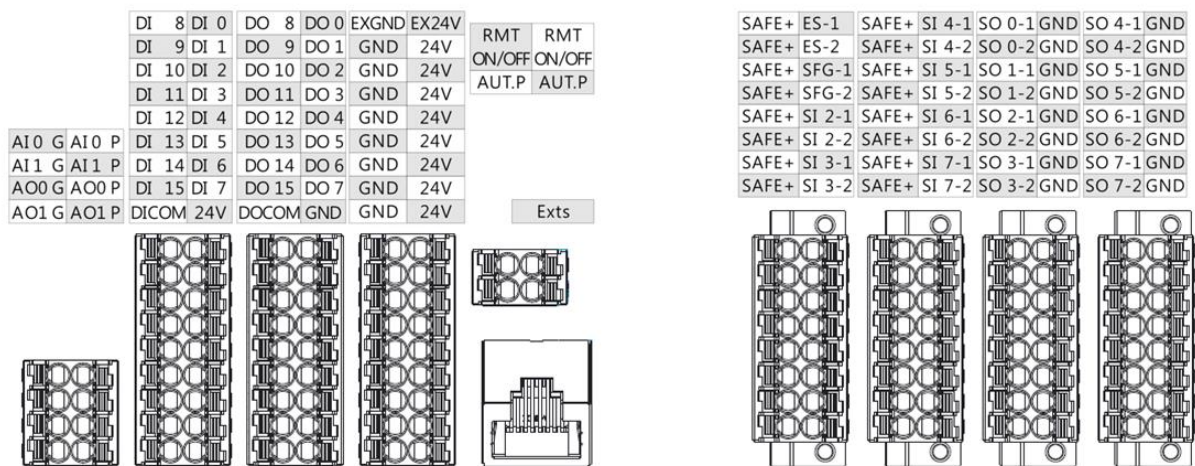 DI 8 DI 0 DO 8 DO 0 EXGND EX24V
DI 9 DI 1 DO 9 DO 1 GND 24V
DI 10 DI 2 DO 10 DO 2 GND 24V
DI 11 DI 3 DO 11 DO 3 GND 24V
DI 12 DI 4 DO 12 DO 4 GND 24V
AI 0 G AI 0 P DI 13 DI 5 DO 13 DO 5 GND 24V
AI 1 G AI 1 P DI 14 DI 6 DO 14 DO 6 GND 24V
AO0 G AO0 P DI 15 DI 7 DO 15 DO 7 GND 24V
AO1 G AO1 P DICOM 24V DOCOM GND GND 24V
RMT RMT
ON/OFF ON/OFF
AUT.P AUT.P
Exts
SAFE+ ES-1 SAFE+ SI 4-1 SO 0-1 GND SO 4-1 GND
SAFE+ ES-2 SAFE+ SI 4-2 SO 0-2 GND SO 4-2 GND
SAFE+ SFG-1 SAFE+ SI 5-1 SO 1-1 GND SO 5-1 GND
SAFE+ SFG-2 SAFE+ SI 5-2 SO 1-2 GND SO 5-2 GND
SAFE+ SI 2-1 SAFE+ SI 6-1 SO 2-1 GND SO 6-1 GND
SAFE+ SI 2-2 SAFE+ SI 6-2 SO 2-2 GND SO 6-2 GND
SAFE+ SI 3-1 SAFE+ SI 7-1 SO 3-1 GND SO 7-1 GND
SAFE+ SI 3-2 SAFE+ SI 7-2 SO 3-2 GND SO 7-2 GND